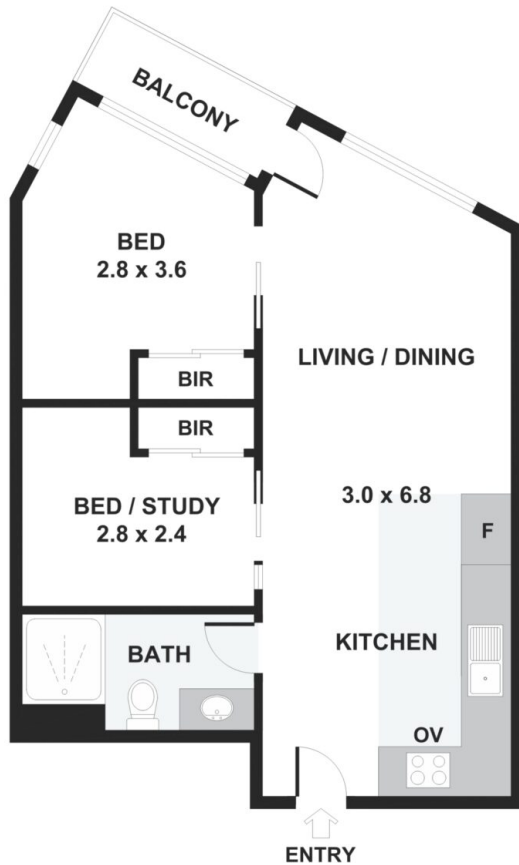 BALCONY
BED
2.8 x 3.6
LIVING / DINING
BIR
BIR
BED / STUDY
2.8 x 2.4
3.0 x 6.8
F
KITCHEN
BATH
OV
ENTRY